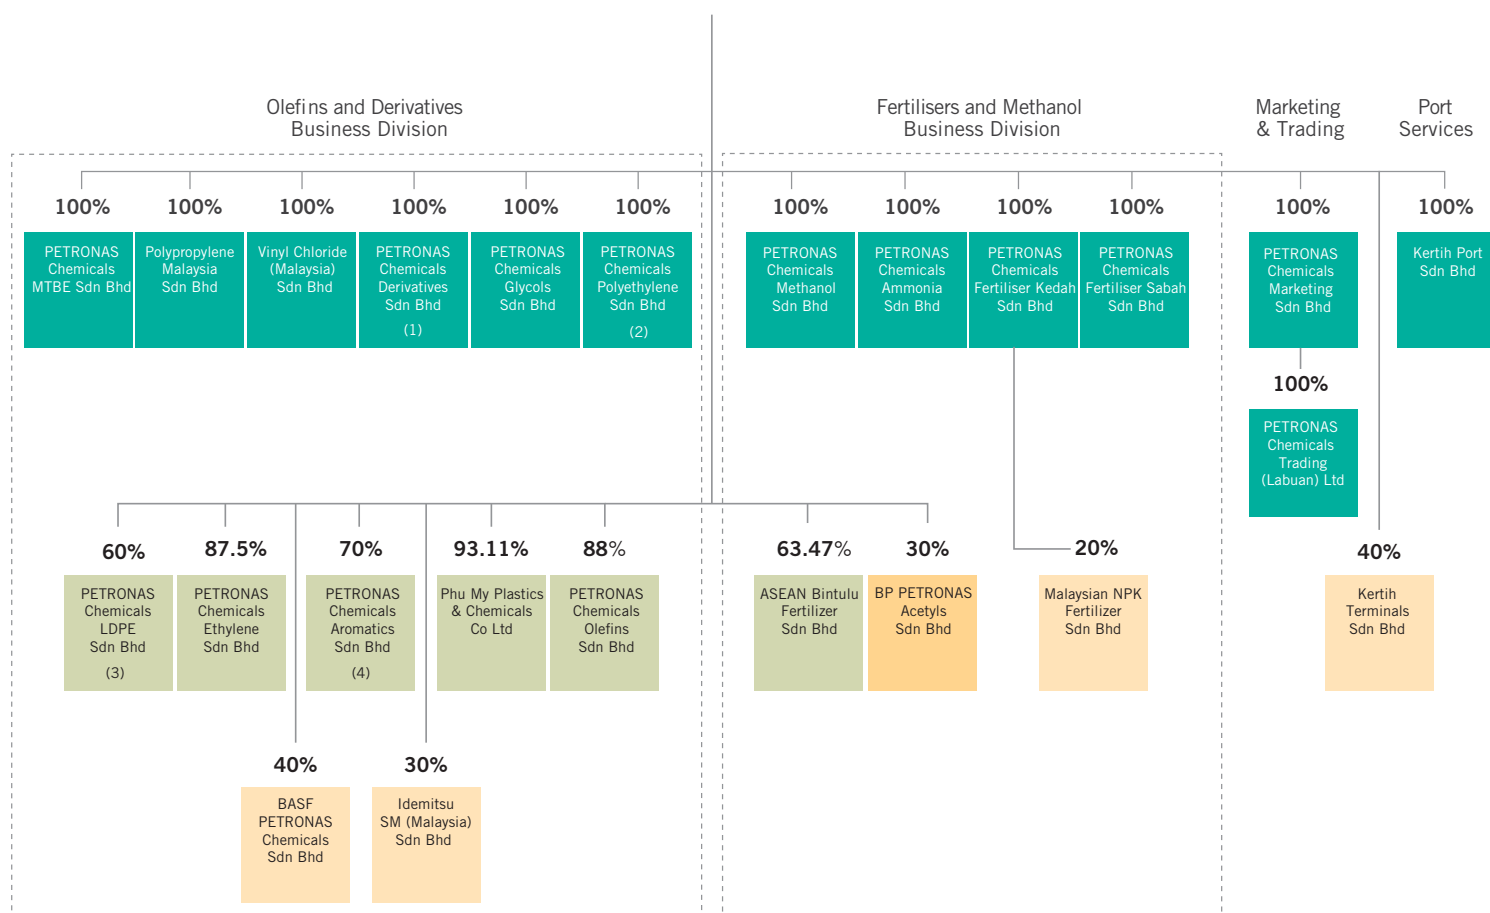 Olefins and Derivatives
Business Division
Fertilisers and Methanol
Business Division
Marketing
& Trading
Port
Services
100%
100%
100%
100%
100%
100%
100%
100%
100%
100%
100%
100%
PETRONAS
Chemicals
MTBE Sdn Bhd
Polypropylene
Malaysia
Sdn Bhd
Vinyl Chloride
(Malaysia)
Sdn Bhd
PETRONAS
Chemicals
Derivatives
Sdn Bhd
(1)
PETRONAS
Chemicals
Glycols
Sdn Bhd
PETRONAS
Chemicals
Polyethylene
Sdn Bhd
(2)
PETRONAS
Chemicals
Methanol
Sdn Bhd
PETRONAS
Chemicals
Ammonia
Sdn Bhd
PETRONAS
Chemicals
Fertiliser Kedah
Sdn Bhd
PETRONAS
Chemicals
Fertiliser Sabah
Sdn Bhd
PETRONAS
Chemicals
Marketing
Sdn Bhd
Kertih Port
Sdn Bhd
100%
PETRONAS
Chemicals
Trading
(Labuan) Ltd
60%
87.5%
70%
93.11%
88%
63.47%
30%
20%
40%
PETRONAS
Chemicals
LDPE
Sdn Bhd
(3)
PETRONAS
Chemicals
Ethylene
Sdn Bhd
PETRONAS
Chemicals
Aromatics
Sdn Bhd
(4)
Phu My Plastics
& Chemicals
Co Ltd
PETRONAS
Chemicals
Olefins
Sdn Bhd
ASEAN Bintulu
Fertilizer
Sdn Bhd
BP PETRONAS
Acetyls
Sdn Bhd
Malaysian NPK
Fertilizer
Sdn Bhd
Kertih
Terminals
Sdn Bhd
40%
30%
BASF
PETRONAS
Chemicals
Sdn Bhd
Idemitsu
SM (Malaysia)
Sdn Bhd